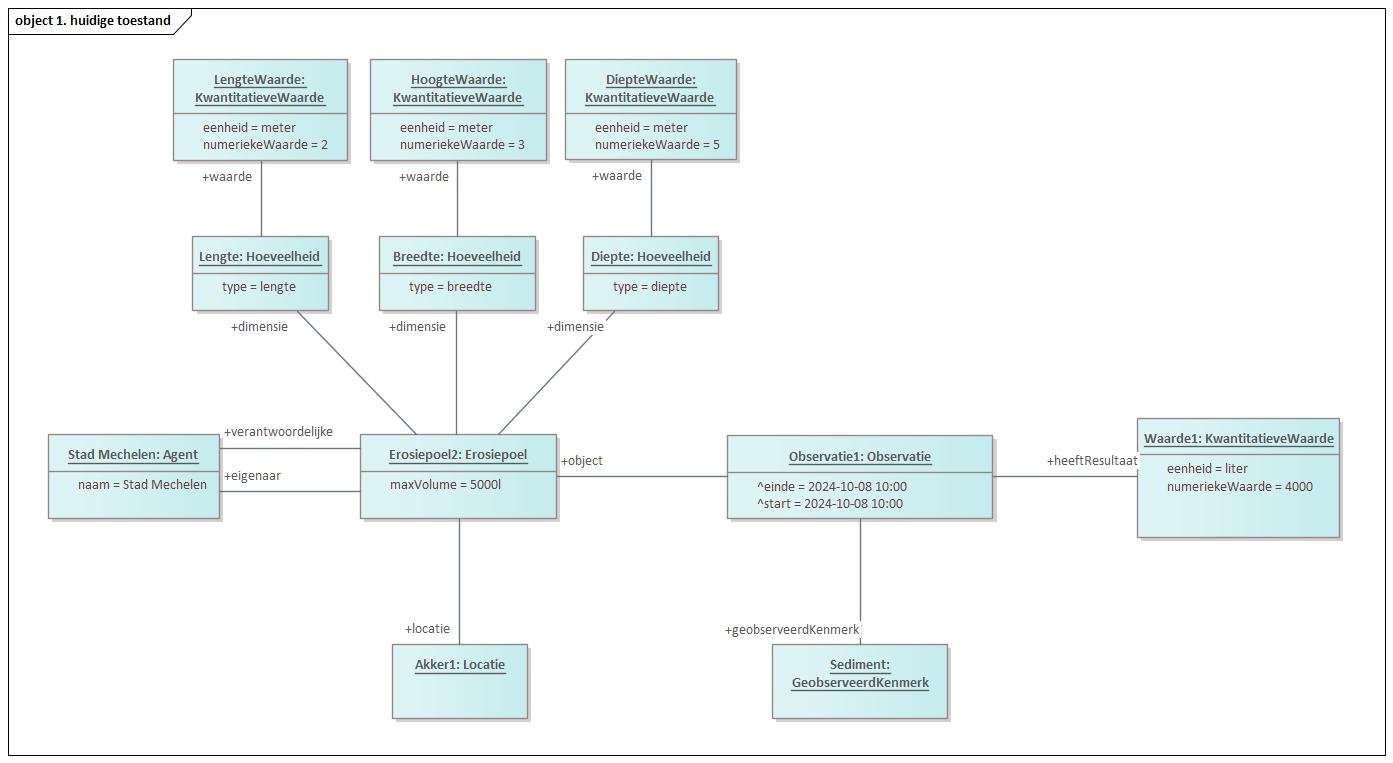 object 1. huidige toestand
LengteWaarde:
KwantitatieveWaarde
eenheid = meter
numeriekeWaarde = 2
HoogteWaarde:
KwantitatieveWaarde
eenheid = meter
numeriekeWaarde = 3
DiepteWaarde:
KwantitatieveWaarde
eenheid = meter
numeriekeWaarde = 5
+waarde
+waarde
+waarde
Lengte: Hoeveelheid
type = lengte
Breedte: Hoeveelheid
type = breedte
Diepte: Hoeveelheid
type = diepte
+dimensie
+dimensie
+dimensie
Stad Mechelen: Agent
naam = Stad Mechelen
+verantwoordelijke
+eigenaar
Erosiepoel2: Erosiepoel
maxVolume = 5000l
+object
Observatie1: Observatie
^einde = 2024-10-08 10:00
^start = 2024-10-08 10:00
+heeftResultaat
Waarde1: KwantitatieveWaarde
eenheid = liter
numeriekeWaarde = 4000
+locatie
Akker1: Locatie
+geobserveerdKenmerk
Sediment:
GeobserveerdKenmerk